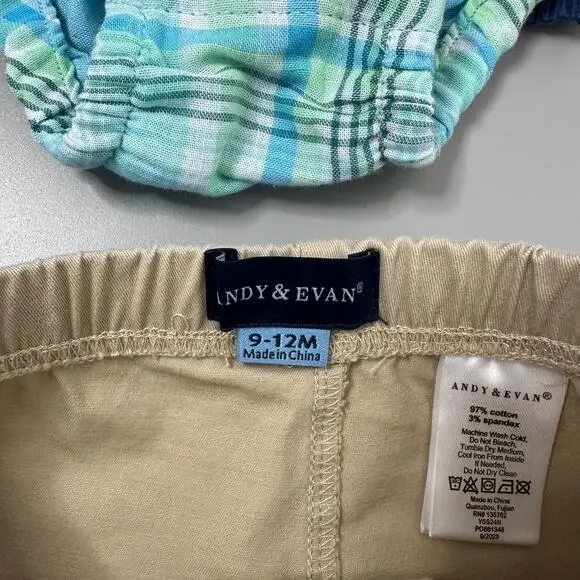 ANDY & EVAN®
9-12M
Made in China
ANDY & EVAN®
97% cotton
3% spandex
Machine Wash Cold,
Do Not Bleach,
Tumble Dry Medium,
Cool Iron From Inside
If Needed,
Do Not Dry Clean
Made in China
Quanzhou, Fujian
RN# 135762
YSS24N
PO801348
9/2023